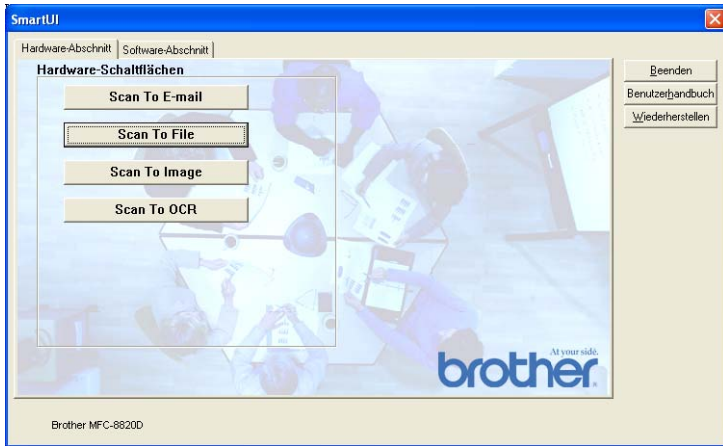 SmartUI
Hardware-Abschnitt
Software-Abschnitt
Hardware-Schaltflächen
Scan To E-mail
Scan To File
Scan To Image
Scan To OCR
Beenden
Benutzerhandbuch
Wiederherstellen
At your side.
brother
Brother MFC-8820D